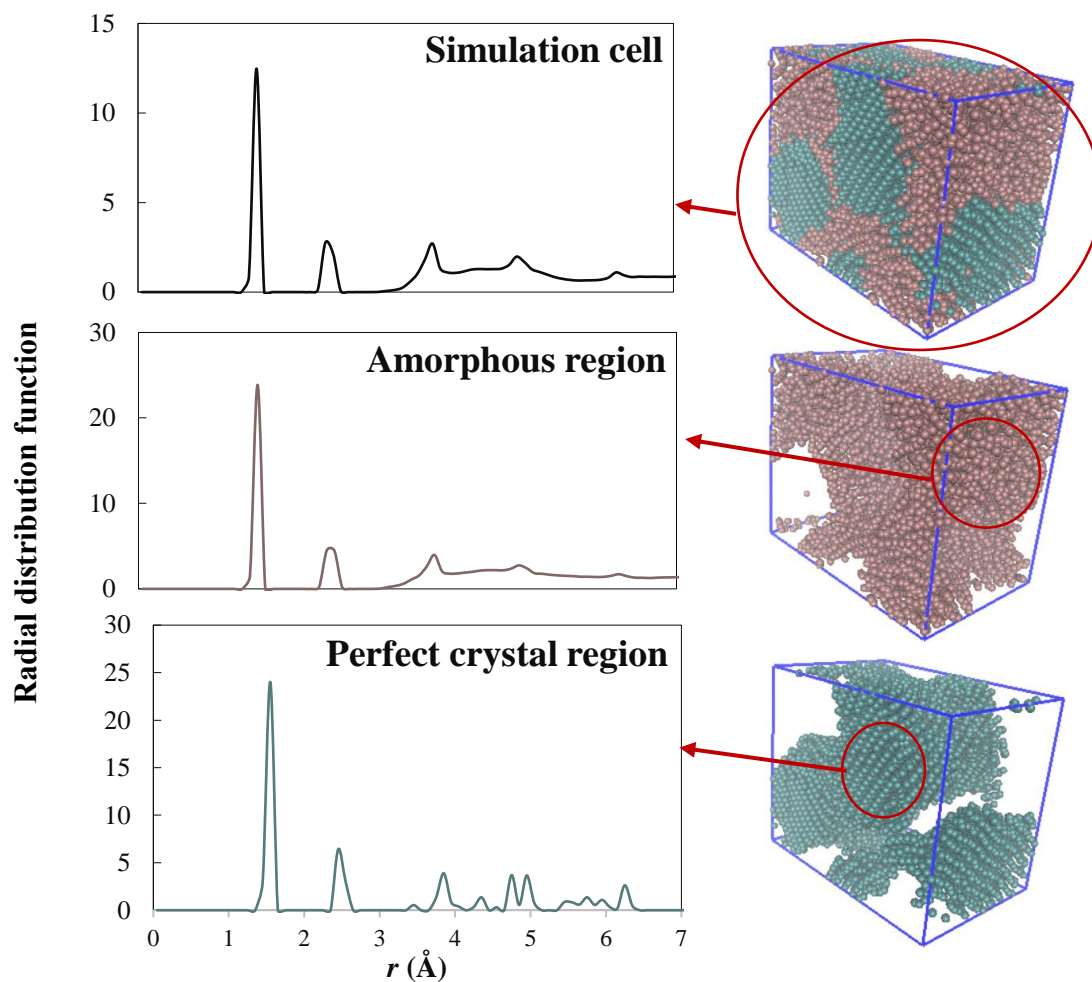 Radial distribution function
15
Simulation cell
10
5
0
30
Amorphous region
20
10
0
30
Perfect crystal region
25
20
15
10
5
0
0 1 2 3 4 5 6 7
r (Å)